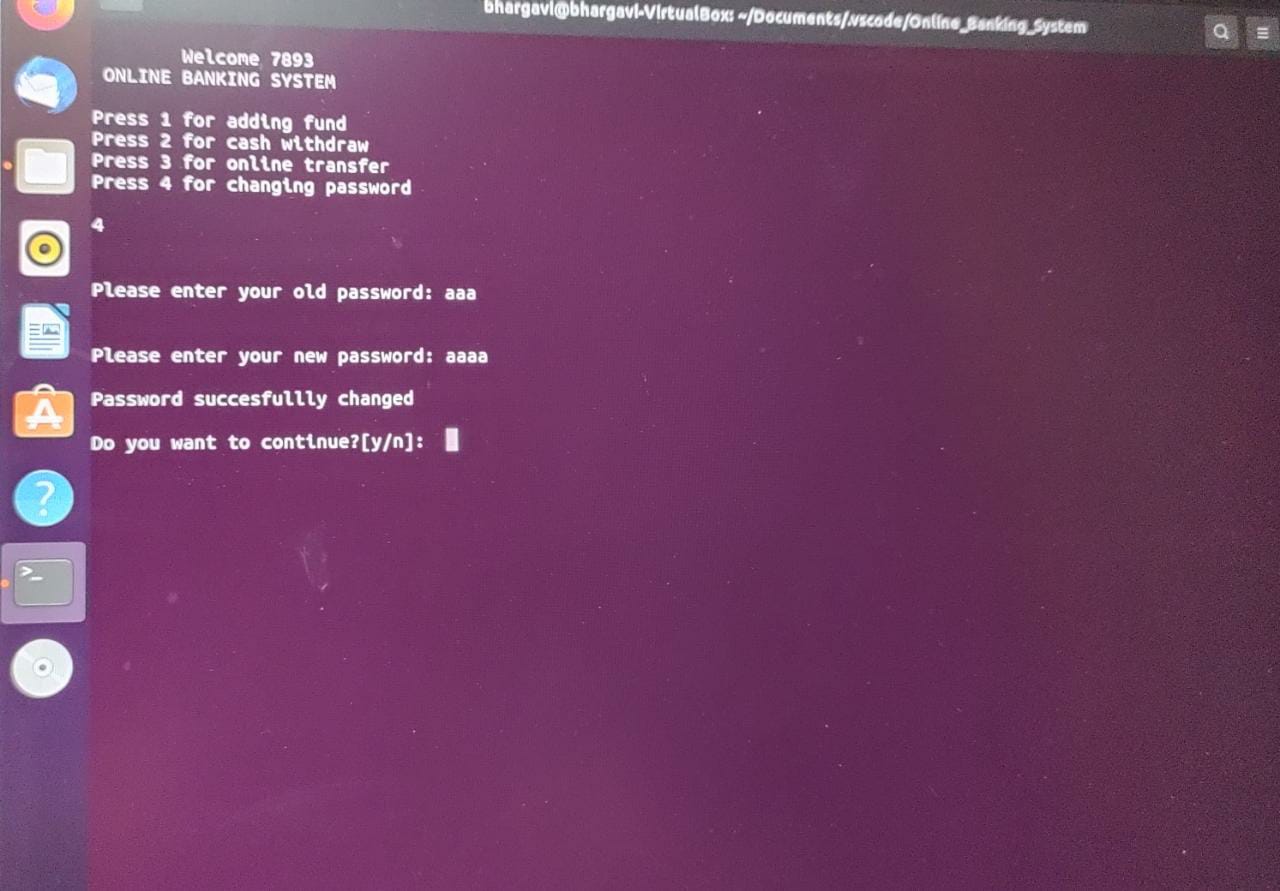 bhargavi@bhargavi-VirtualBox: ~/Documents/.vscode/Online_Banking_System
Welcome 7893
ONLINE BANKING SYSTEM
Press 1 for adding fund
Press 2 for cash withdraw
Press 3 for online transfer
Press 4 for changing password
4
Please enter your old password: aaa
Please enter your new password: aaaa
Password succesfullly changed
Do you want to continue?[y/n]: